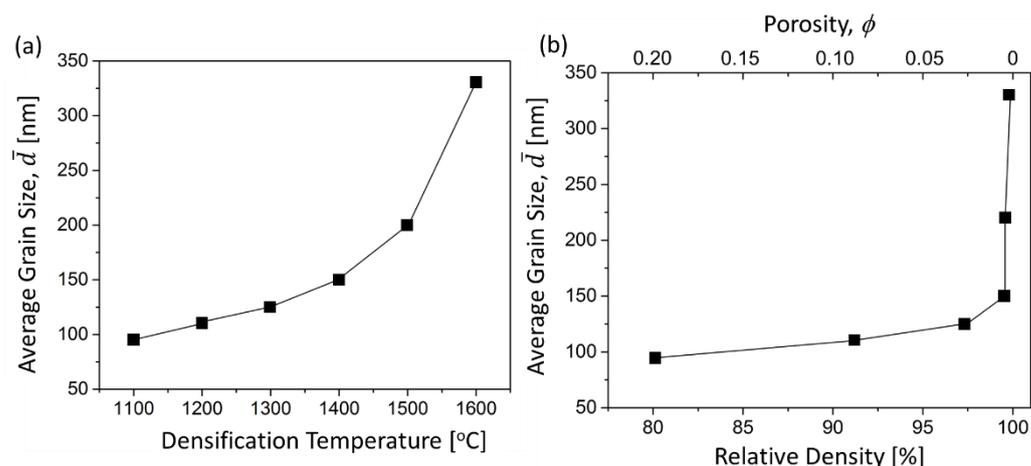 (a)
350
300
250
200
150
100
50
Average Grain Size, d̄ [nm]
1100 1200 1300 1400 1500 1600
Densification Temperature [°C]
(b)
Porosity, ϕ
0.20 0.15 0.10 0.05 0
350
300
250
200
150
100
50
Average Grain Size, d̄ [nm]
80 85 90 95 100
Relative Density [%]